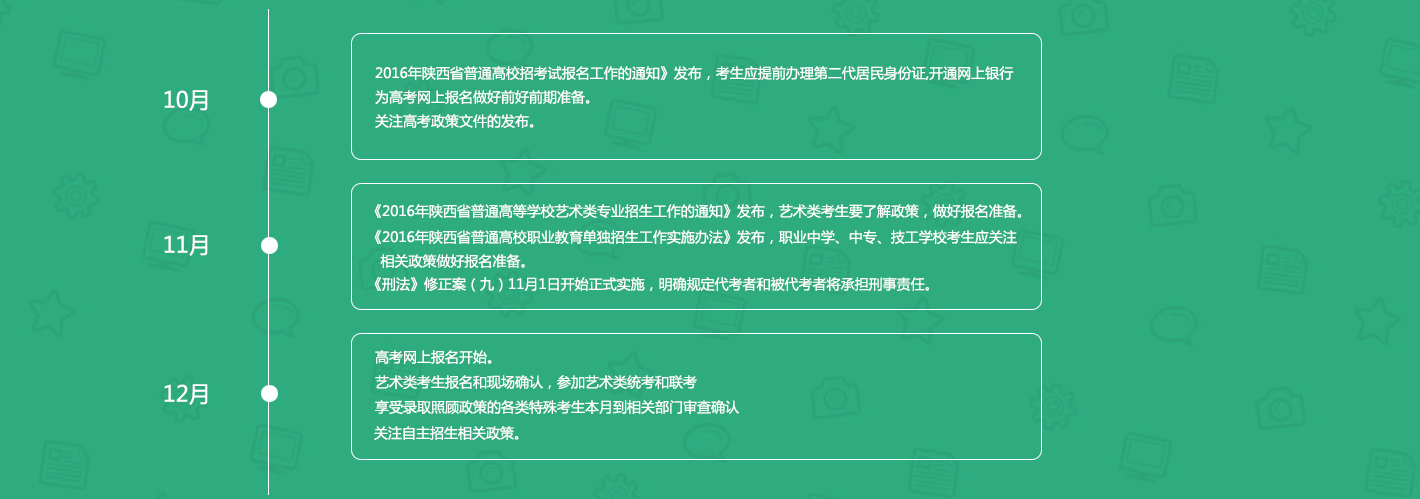 10月
2016年陕西省普通高校招考试报名工作的通知》发布，考生应提前办理第二代居民身份证,开通网上银行
为高考网上报名做好前好前期准备。
关注高考政策文件的发布。
11月
《2016年陕西省普通高等学校艺术类专业招生工作的通知》发布，艺术类考生要了解政策，做好报名准备。
《2016年陕西省普通高校职业教育单独招生工作实施办法》发布，职业中学、中专、技工学校考生应关注
相关政策做好报名准备。
《刑法》修正案（九）11月1日开始正式实施，明确规定代考者和被代考者将承担刑事责任。
12月
高考网上报名开始。
艺术类考生报名和现场确认，参加艺术类统考和联考
享受录取照顾政策的各类特殊考生本月到相关部门审查确认
关注自主招生相关政策。